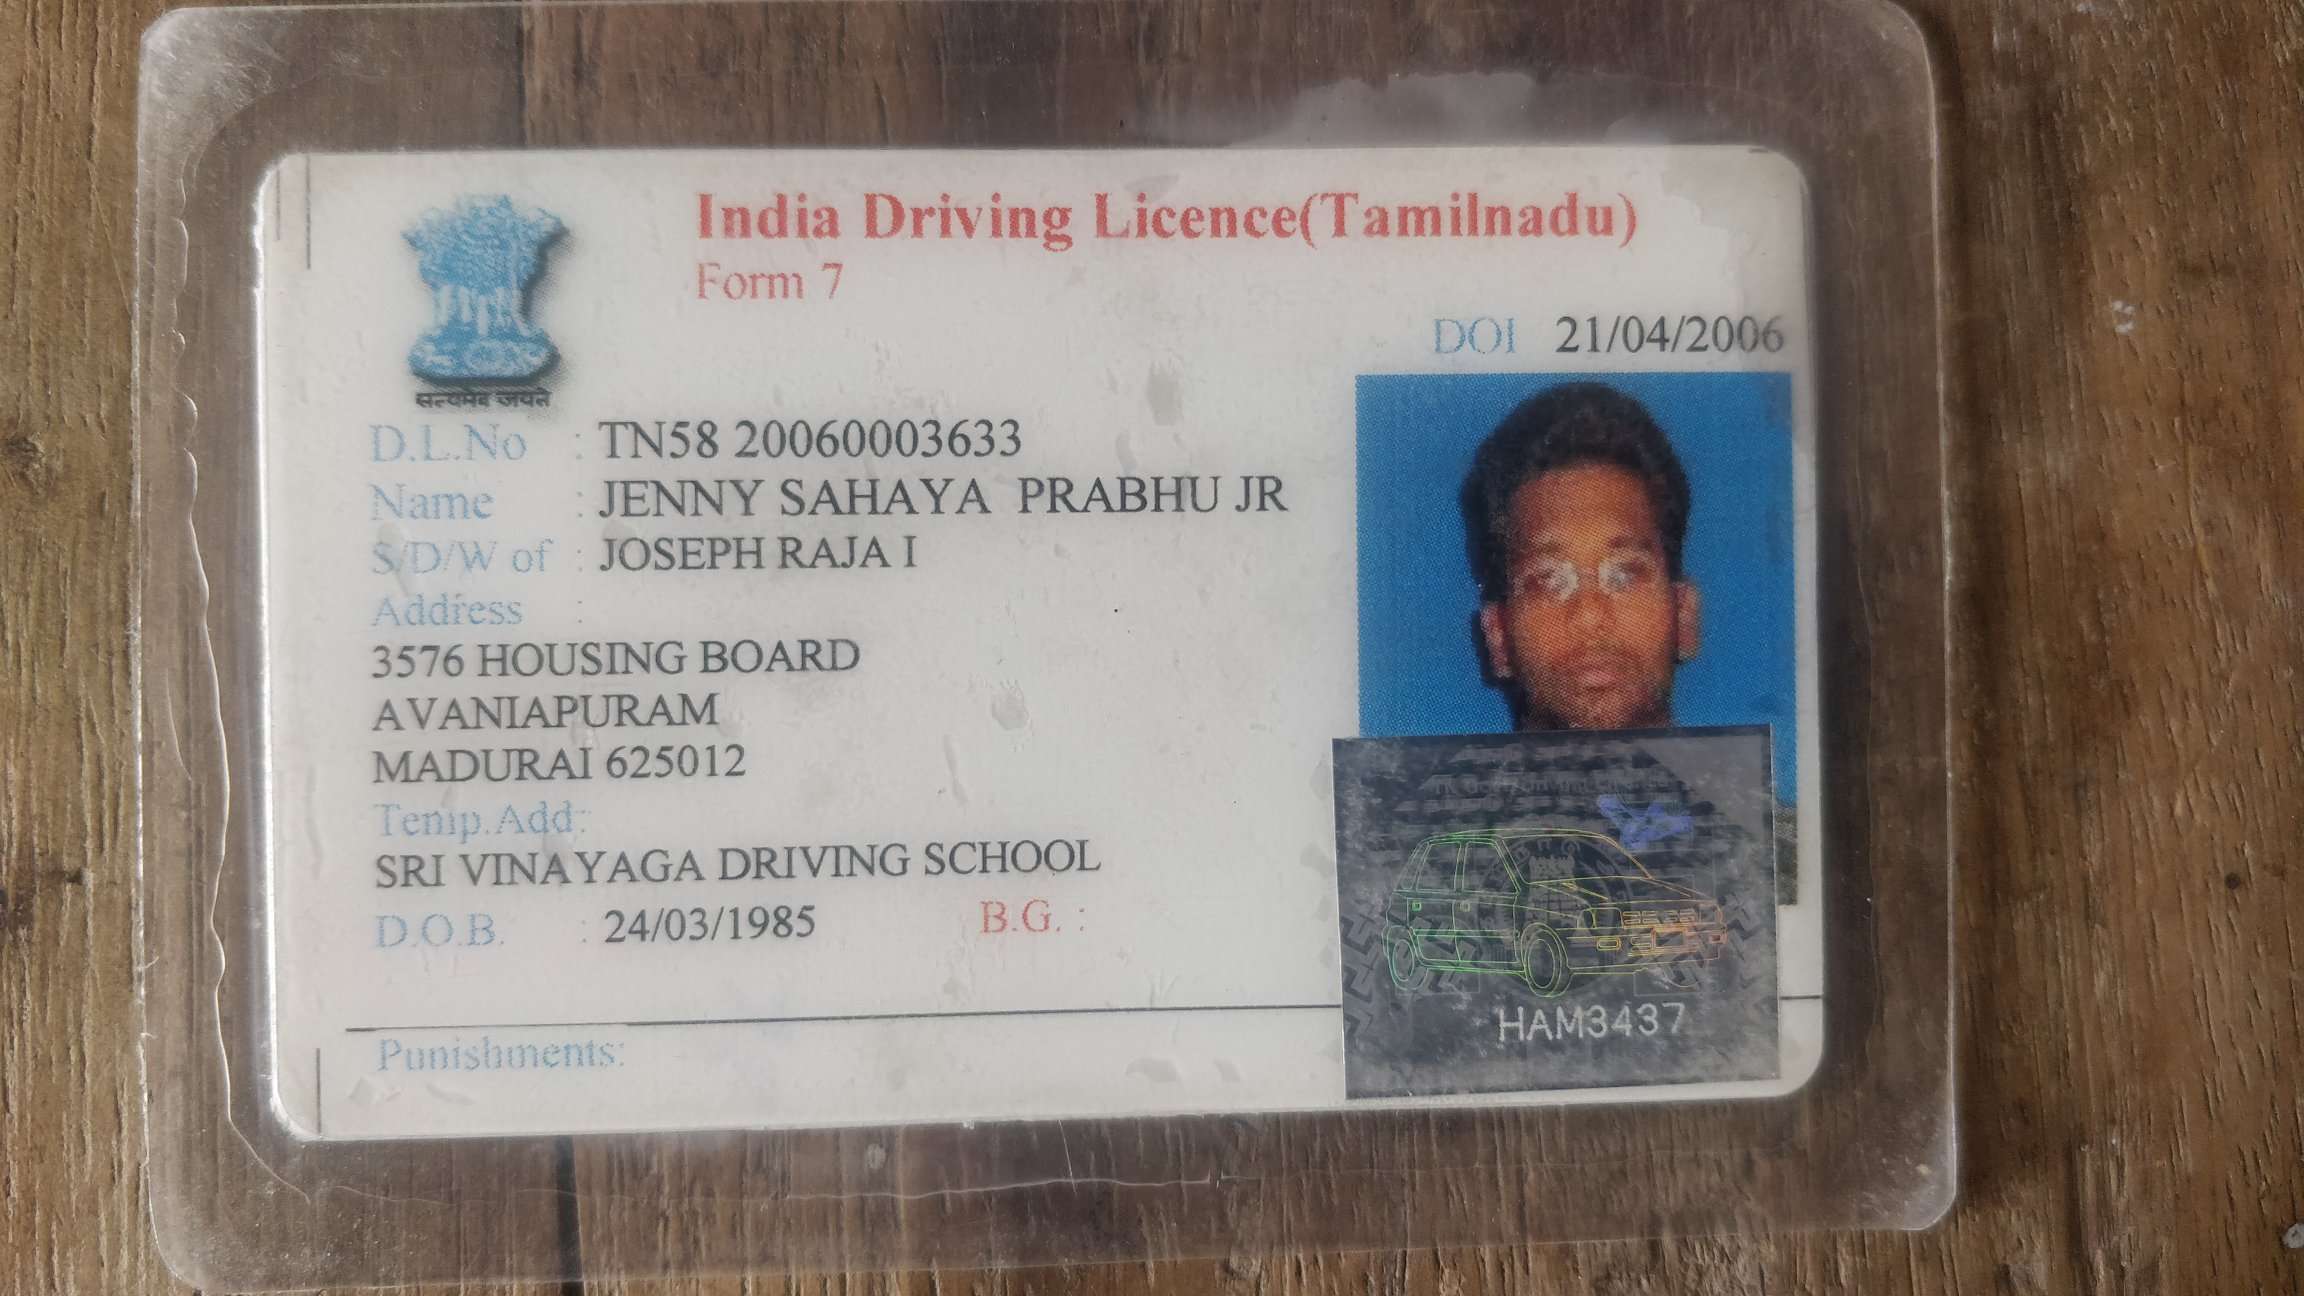 India Driving Licence(Tamilnadu)
Form 7
DOI 21/04/2006
सत्यमेव जयते
D.L.No : TN58 20060003633
Name : JENNY SAHAYA PRABHU JR
S/D/W of : JOSEPH RAJA I
Address :
3576 HOUSING BOARD
AVANIAPURAM
MADURAI 625012
Temp.Add:
SRI VINAYAGA DRIVING SCHOOL
D.O.B. : 24/03/1985 B.G. :
HAM3437
Punishments: